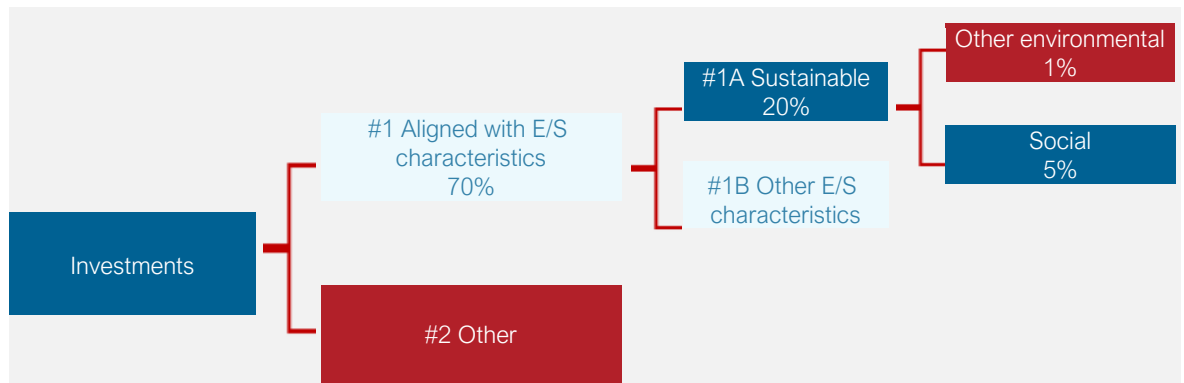 Investments
#1 Aligned with E/S
characteristics
70%
#2 Other
#1A Sustainable
20%
#1B Other E/S
characteristics
Other environmental
1%
Social
5%